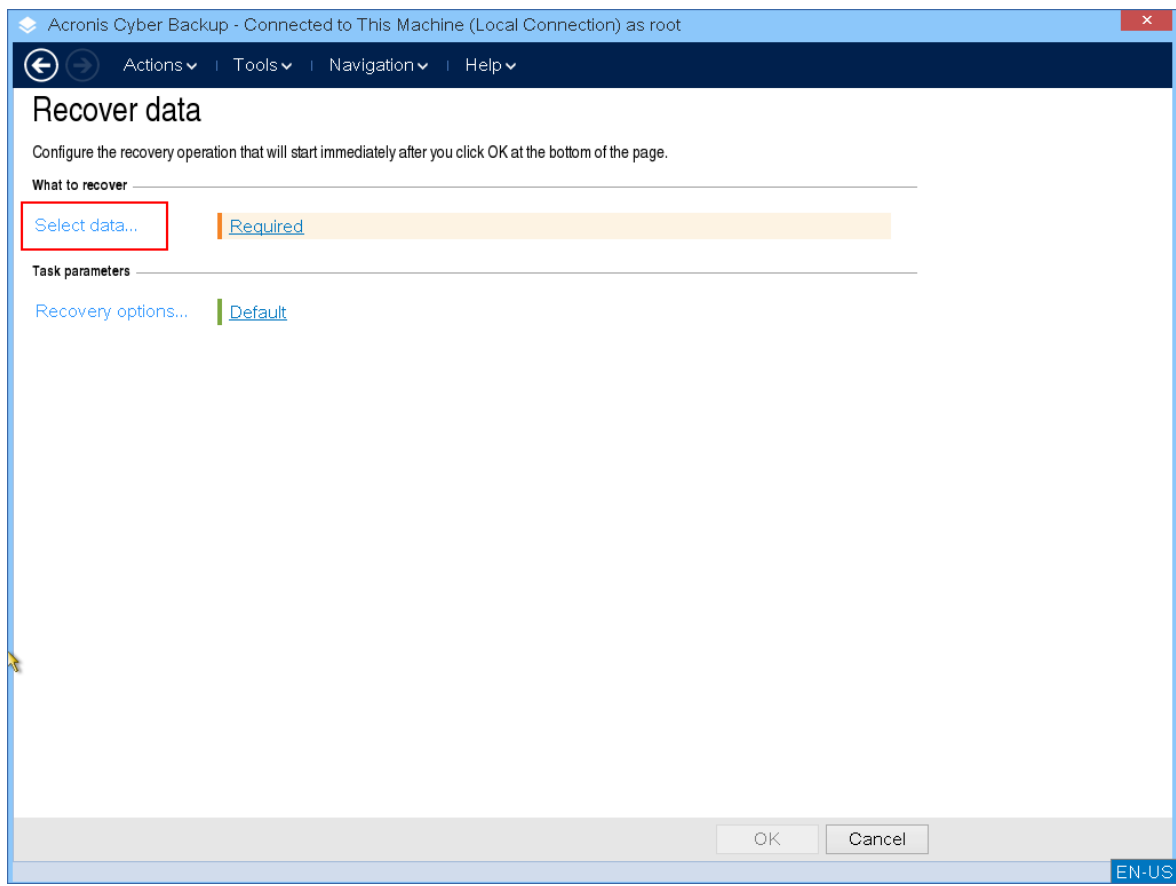 Acronis Cyber Backup - Connected to This Machine (Local Connection) as root
Actions Tools Navigation Help
Recover data
Configure the recovery operation that will start immediately after you click OK at the bottom of the page.
What to recover
Select data... Required
Task parameters
Recovery options... Default
OK Cancel
EN-US